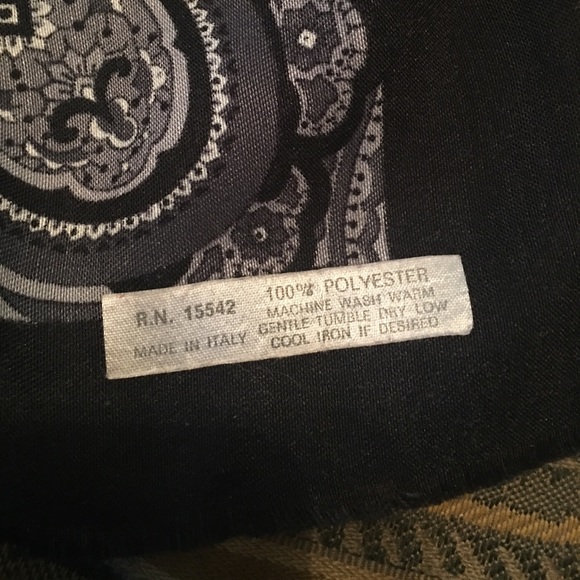 R.N. 15542
MADE IN ITALY
100% POLYESTER
MACHINE WASH WARM
GENTLE/TUMBLE DRY LOW
COOL IRON IF DESIRED